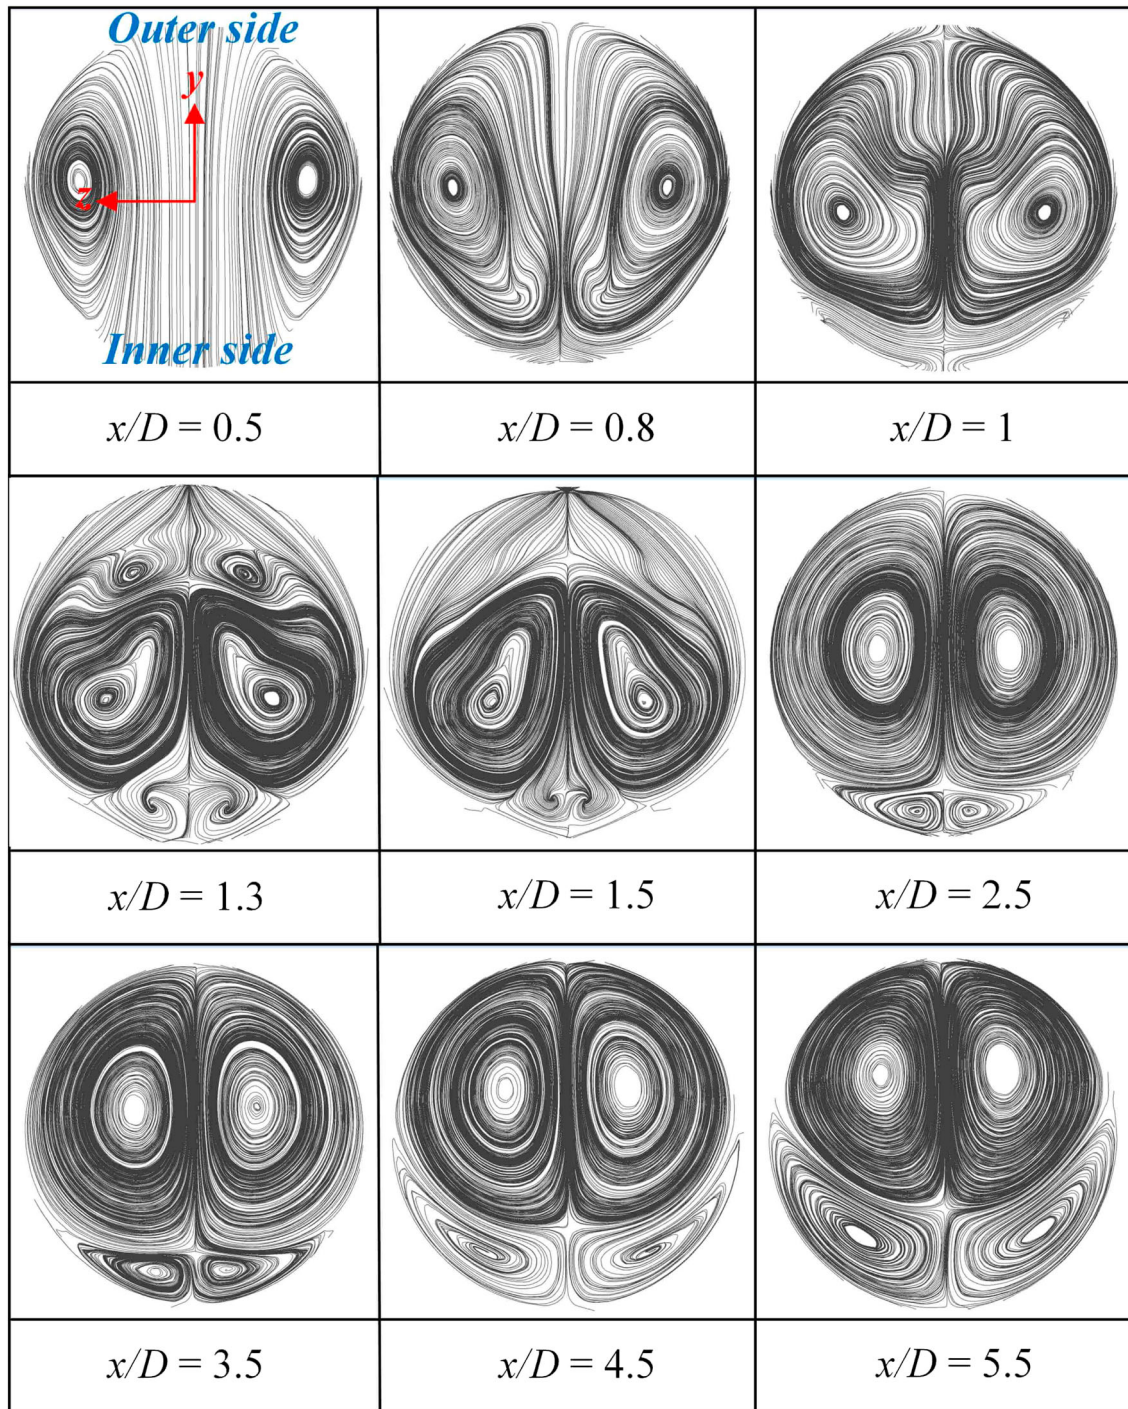 Outer side
y
z
Inner side
x/D = 0.5
x/D = 0.8
x/D = 1
x/D = 1.3
x/D = 1.5
x/D = 2.5
x/D = 3.5
x/D = 4.5
x/D = 5.5